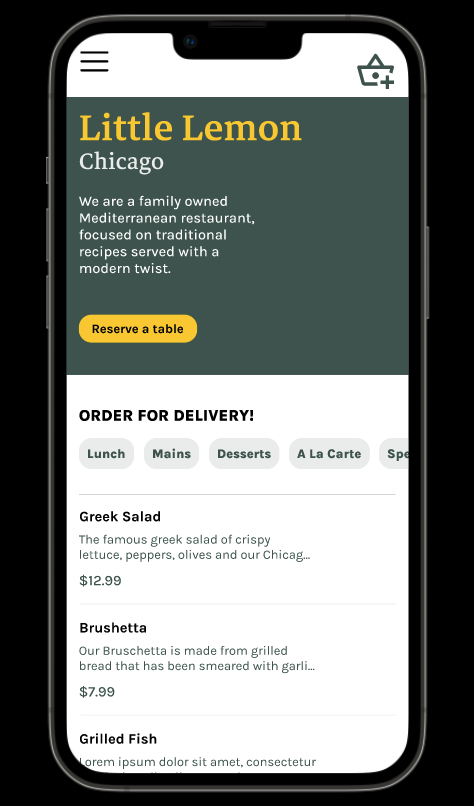 Little Lemon
Chicago
We are a family owned
Mediterranean restaurant,
focused on traditional
recipes served with a
modern twist.
Reserve a table
ORDER FOR DELIVERY!
Lunch Mains Desserts A La Carte Spe
Greek Salad
The famous greek salad of crispy
lettuce, peppers, olives and our Chicag...
$12.99
Brushetta
Our Bruschetta is made from grilled
bread that has been smeared with garli...
$7.99
Grilled Fish
Lorem ipsum dolor sit amet, consectetur